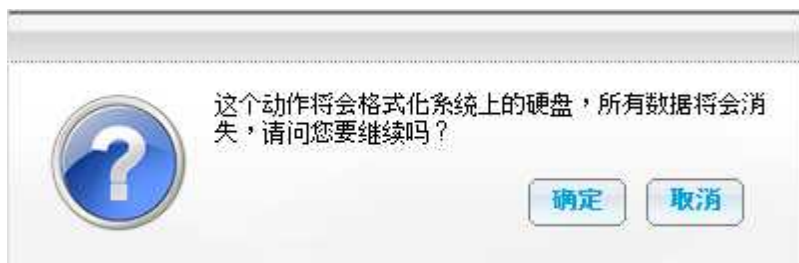 这个动作将会格式化系统上的硬盘，所有数据将会消
失，请问您要继续吗？
确定 取消